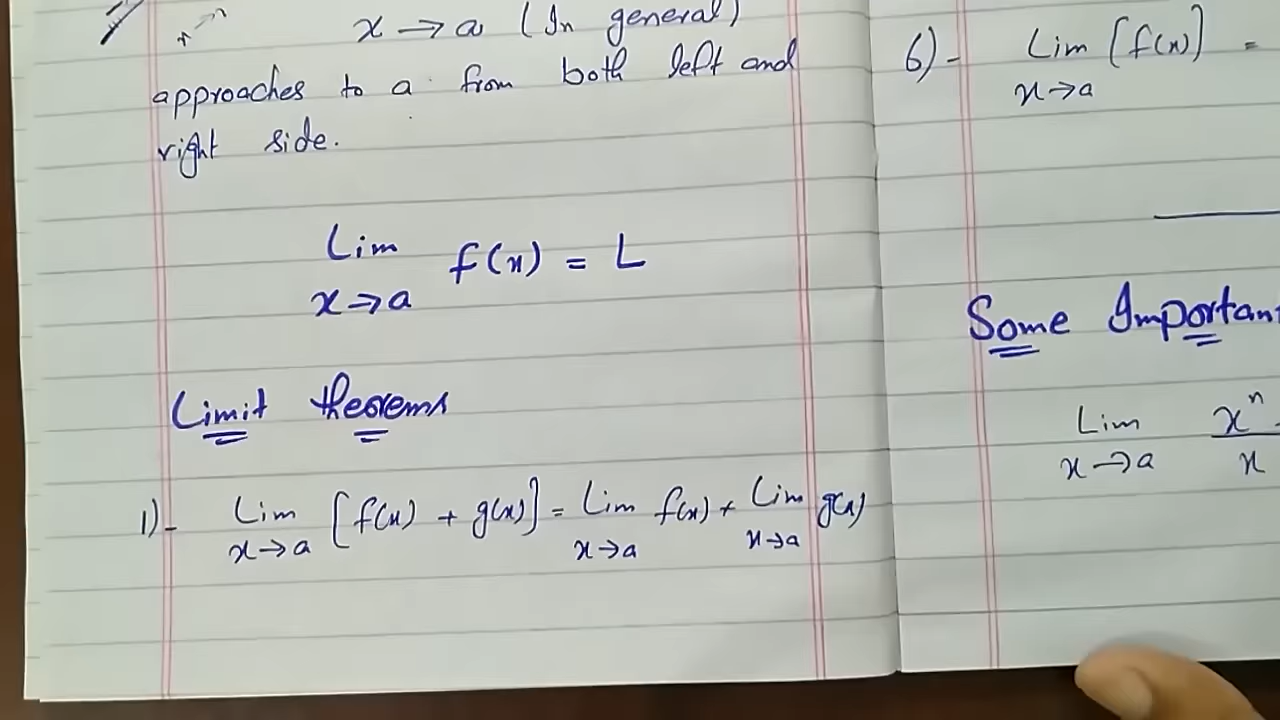 x → a (In general)
approaches to a from both left and
right side.
Lim f(x) = L
x→a
Limit theorems
1)- Lim [f(x) + g(x)] = Lim f(x) + Lim g(x)
x→a x→a x→a
6)- Lim [f(x)] =
x→a
Some Important
Lim x^n -
x→a x